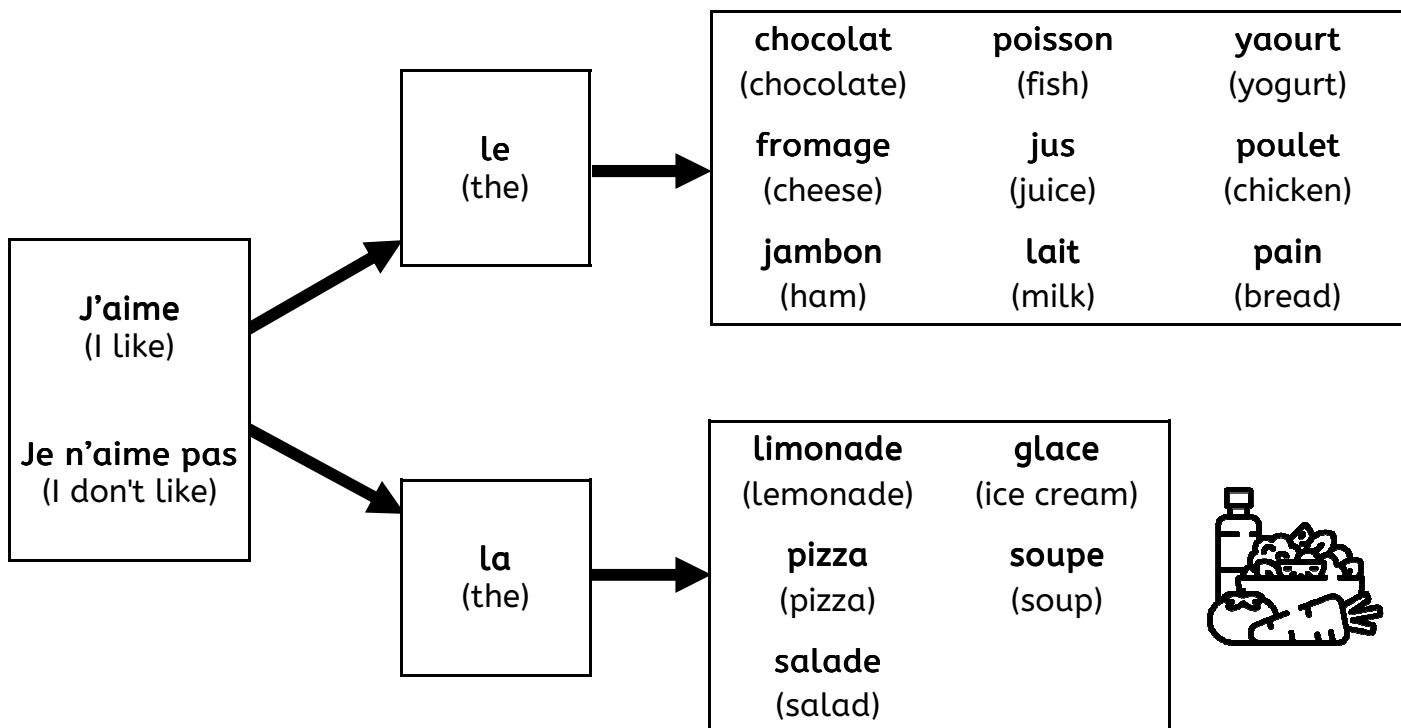 J'aime
(I like)
Je n'aime pas
(I don't like)
le
(the)
chocolat poisson yaourt
(chocolate) (fish) (yogurt)
fromage jus poulet
(cheese) (juice) (chicken)
jambon lait pain
(ham) (milk) (bread)
la
(the)
limonade glace
(lemonade) (ice cream)
pizza soupe
(pizza) (soup)
salade
(salad)